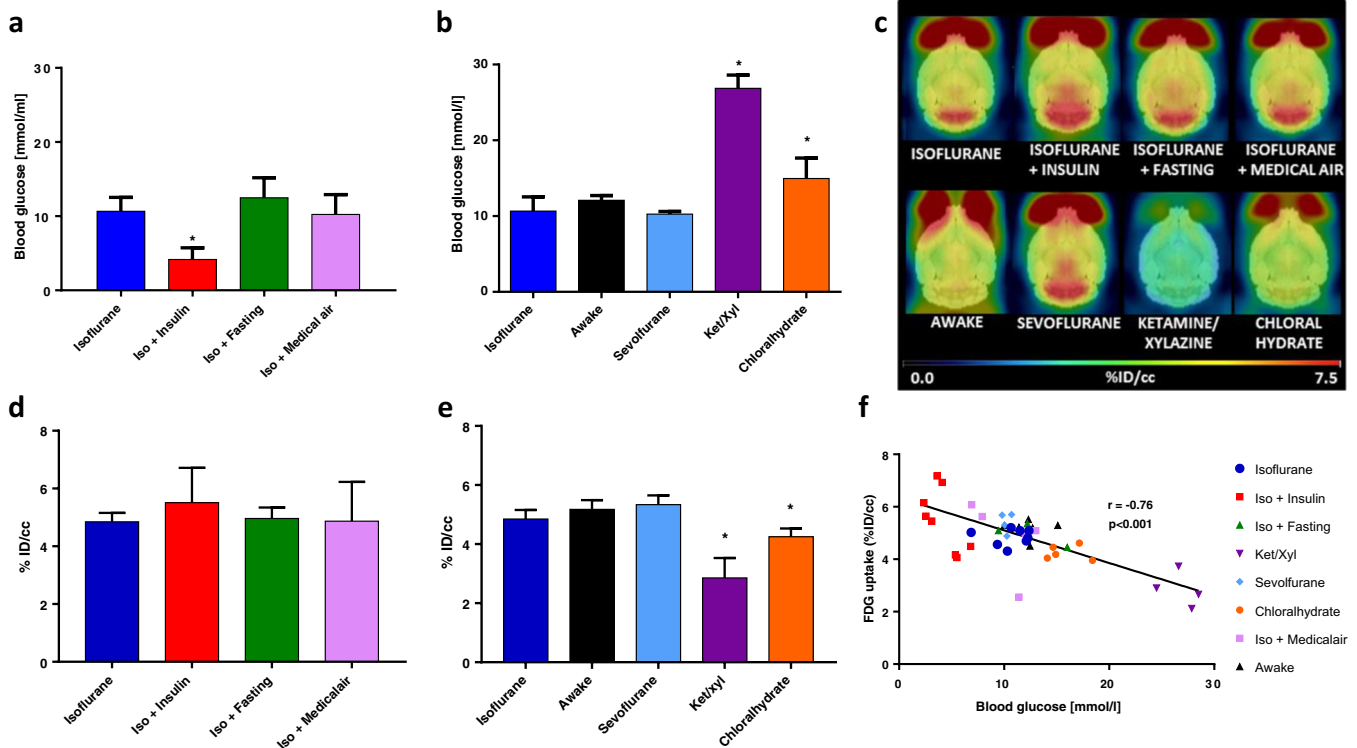 a
Blood glucose [mmol/ml]
30
20
10
0
*
Isoflurane
Iso + Insulin
Iso + Fasting
Iso + Medical air
b
Blood glucose [mmol/l]
30
20
10
0
*
*
Isoflurane
Awake
Sevolfurane
Ket/Xyl
Chloralhydrate
c
ISOFLURANE
ISOFLURANE
+ INSULIN
ISOFLURANE
+ FASTING
ISOFLURANE
+ MEDICAL AIR
AWAKE
SEVOFLURANE
KETAMINE/
XYLAZINE
CHLORAL
HYDRATE
0.0
%ID/cc
7.5
d
% ID/cc
8
6
4
2
0
Isoflurane
Iso + Insulin
Iso + Fasting
Iso + Medicalair
e
% ID/cc
8
6
4
2
0
*
*
Isoflurane
Awake
Sevoflurane
Ket/xyl
Chloralhydrate
f
FDG uptake (%ID/cc)
8
6
4
2
0
0
10
20
30
Blood glucose [mmol/l]
r = -0.76
p<0.001
Isoflurane
Iso + Insulin
Iso + Fasting
Ket/Xyl
Sevolfurane
Chloralhydrate
Iso + Medicalair
Awake